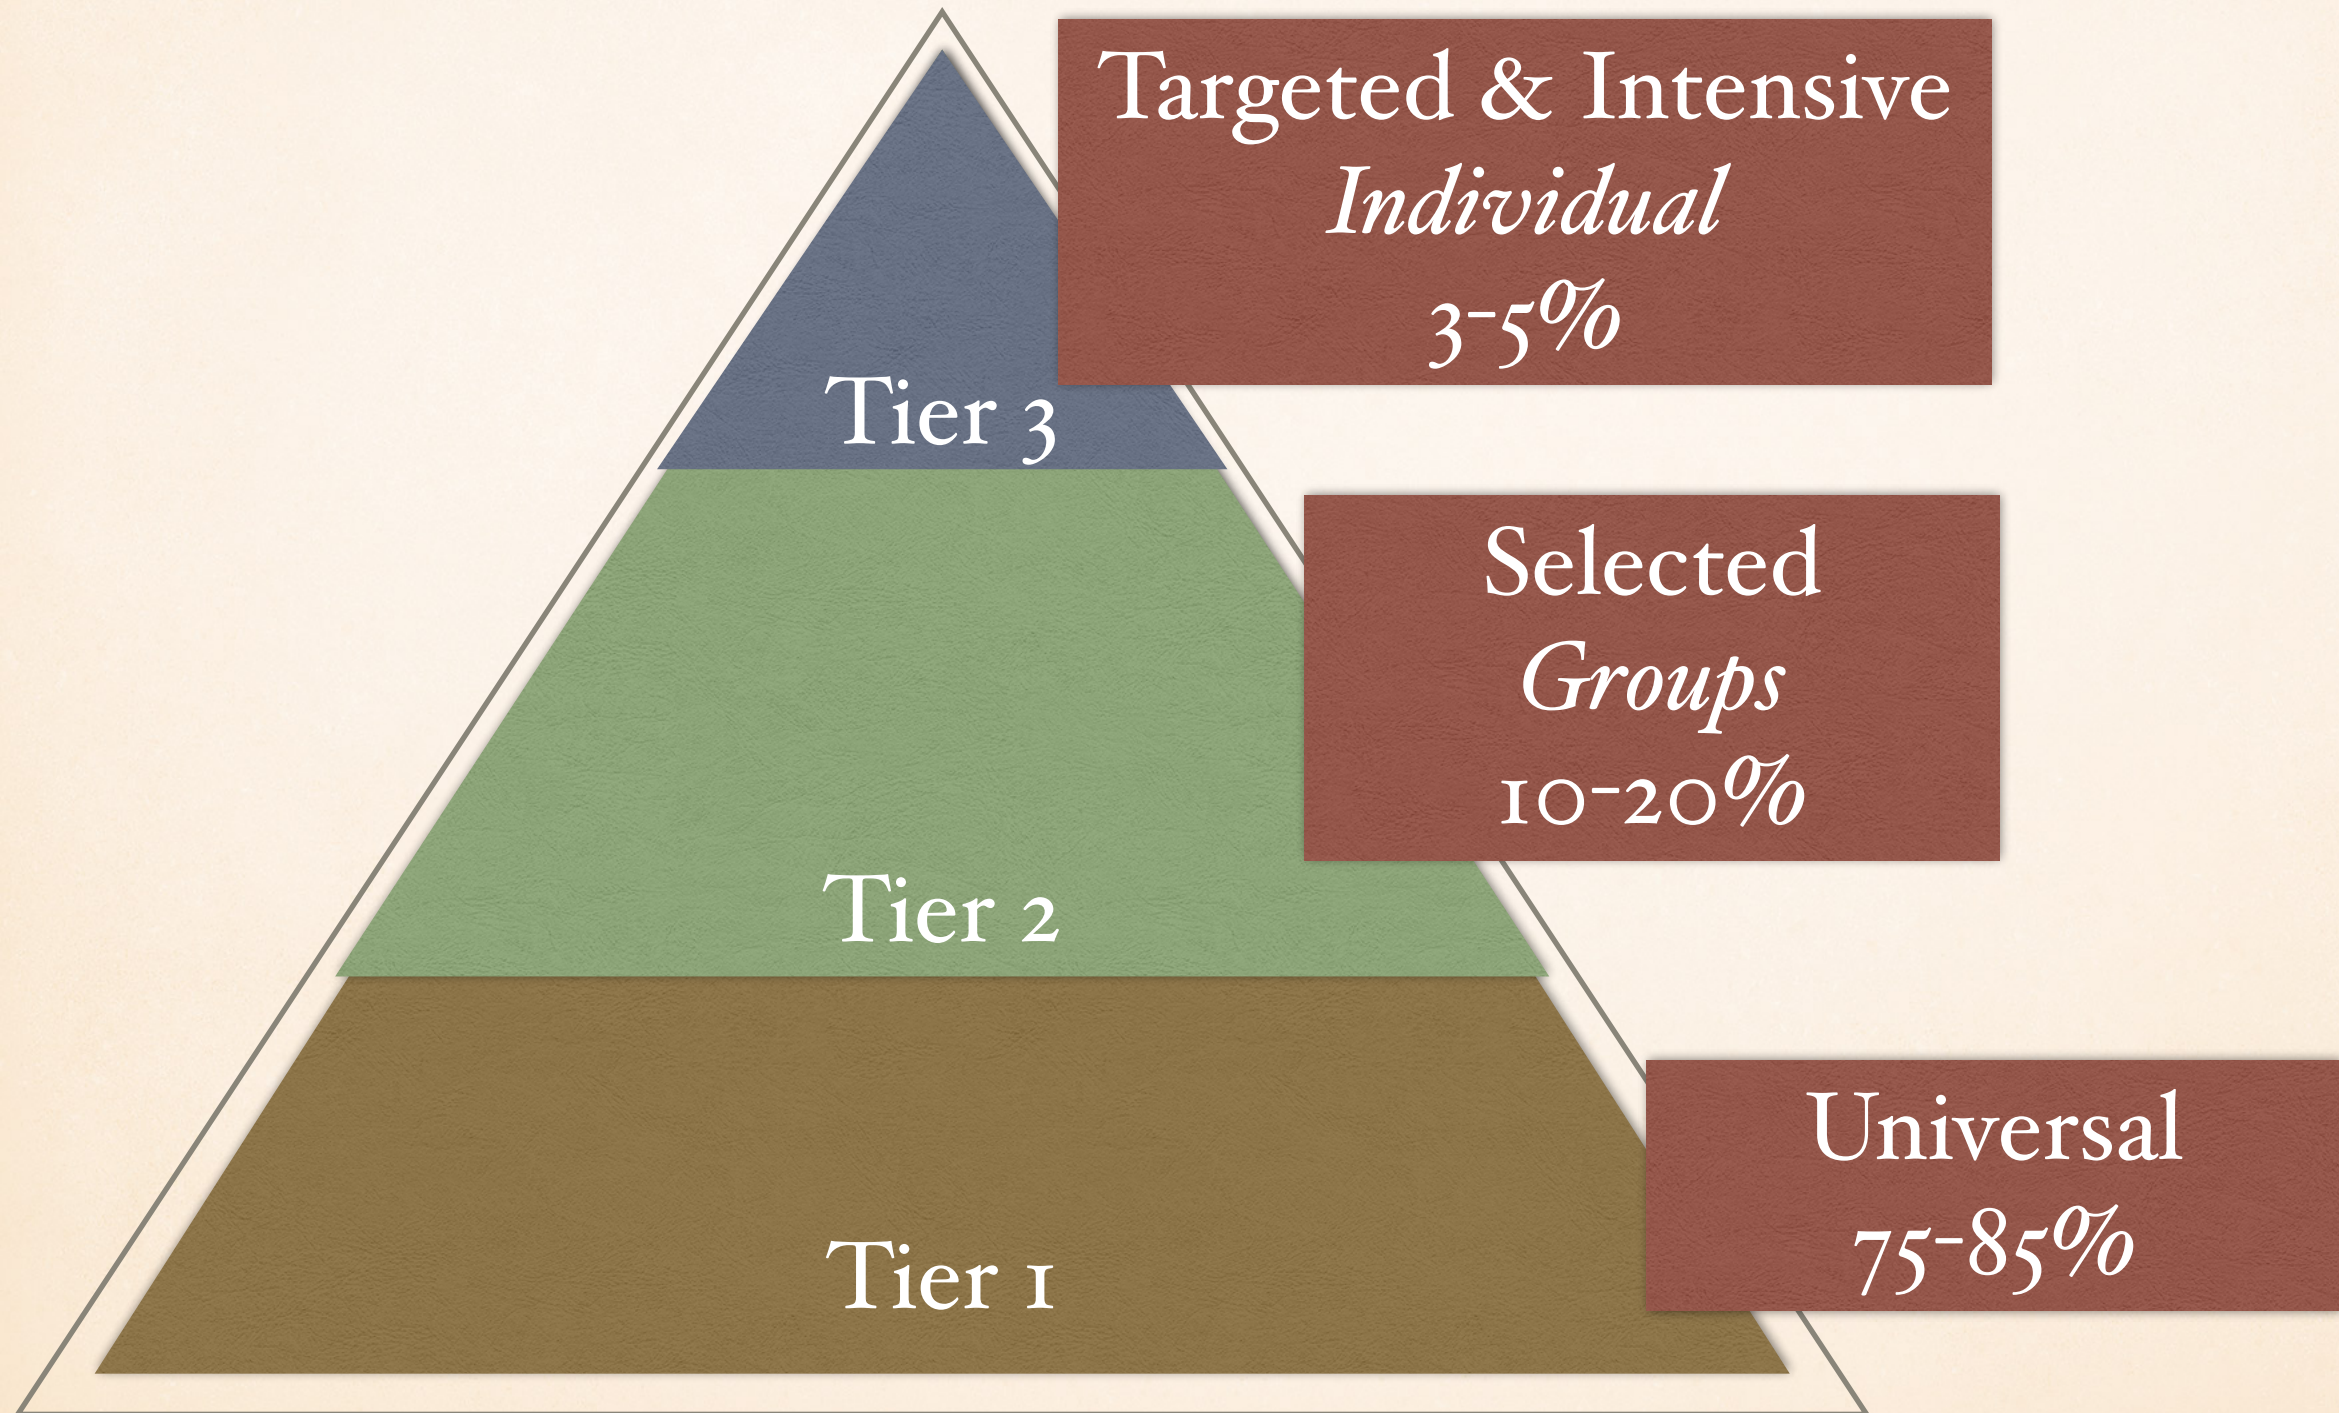 Targeted & Intensive
Individual
3-5%
Tier 3
Selected
Groups
10-20%
Tier 2
Universal
75-85%
Tier 1